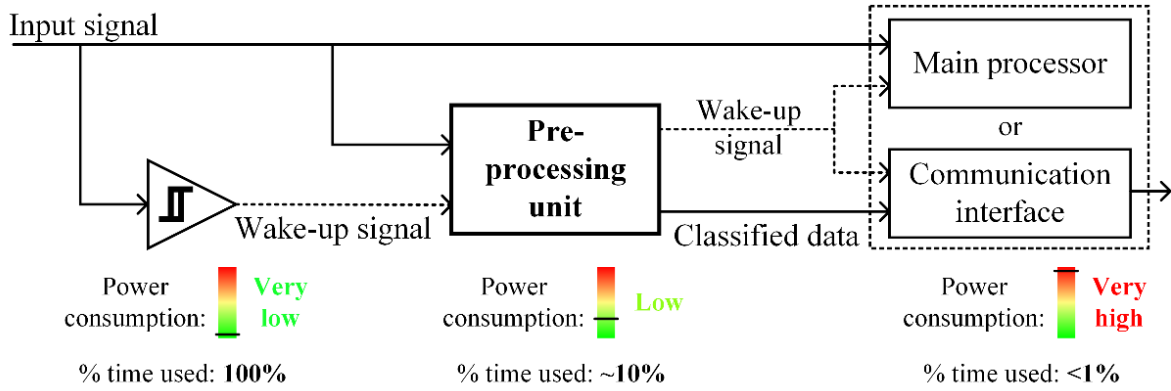 Input signal
Main processor
or
Communication
interface
Wake-up
signal
Pre-
processing
unit
Wake-up signal
Classified data
Power
consumption:
Very
low
Power
consumption:
Low
Power
consumption:
Very
high
% time used: 100%
% time used: ~10%
% time used: <1%